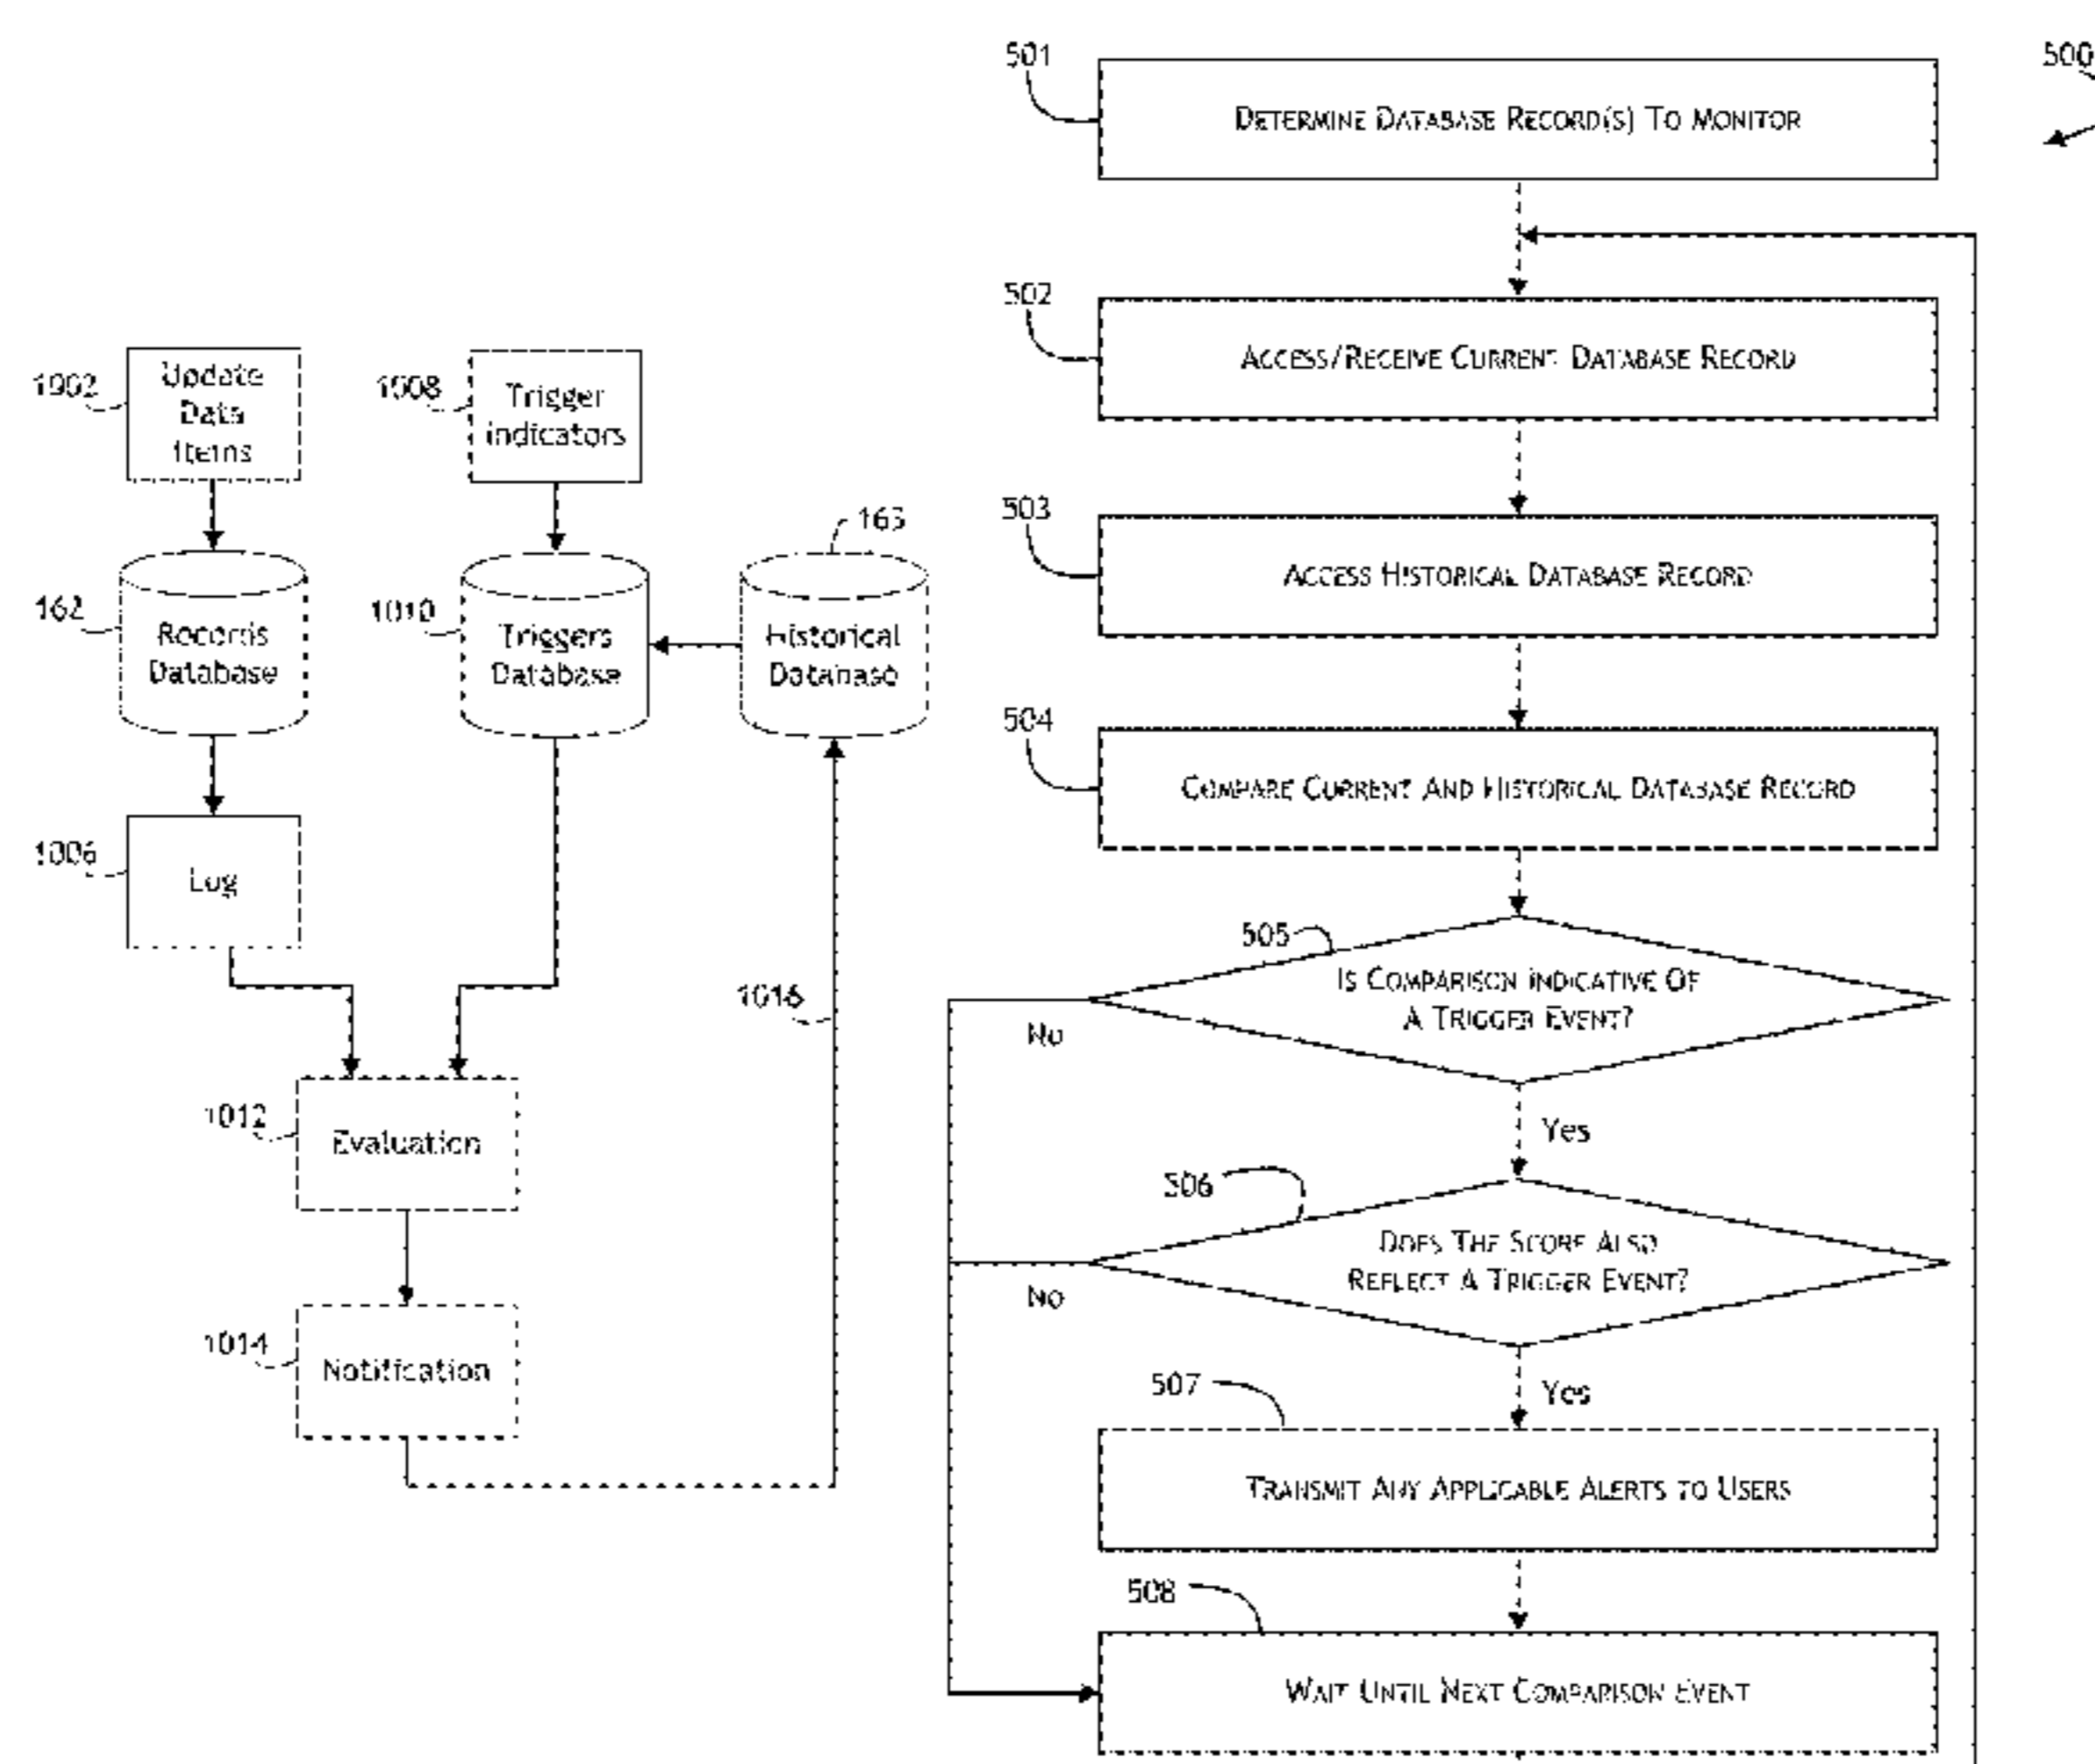 1002
Update
Data
Items
1008
Trigger
indicators
162
Records
Database
1010
Triggers
Database
163
Historical
Database
1006
Log
1016
1012
Evaluation
1014
Notification
500
501
DETERMINE DATABASE RECORD(S) TO MONITOR
502
ACCESS/RECEIVE CURRENT DATABASE RECORD
503
ACCESS HISTORICAL DATABASE RECORD
504
COMPARE CURRENT AND HISTORICAL DATABASE RECORD
505
IS COMPARISON INDICATIVE OF
A TRIGGER EVENT?
No
Yes
506
DOES THE SCORE ALSO
REFLECT A TRIGGER EVENT?
No
Yes
507
TRANSMIT ANY APPLICABLE ALERTS TO USERS
508
WAIT UNTIL NEXT COMPARISON EVENT